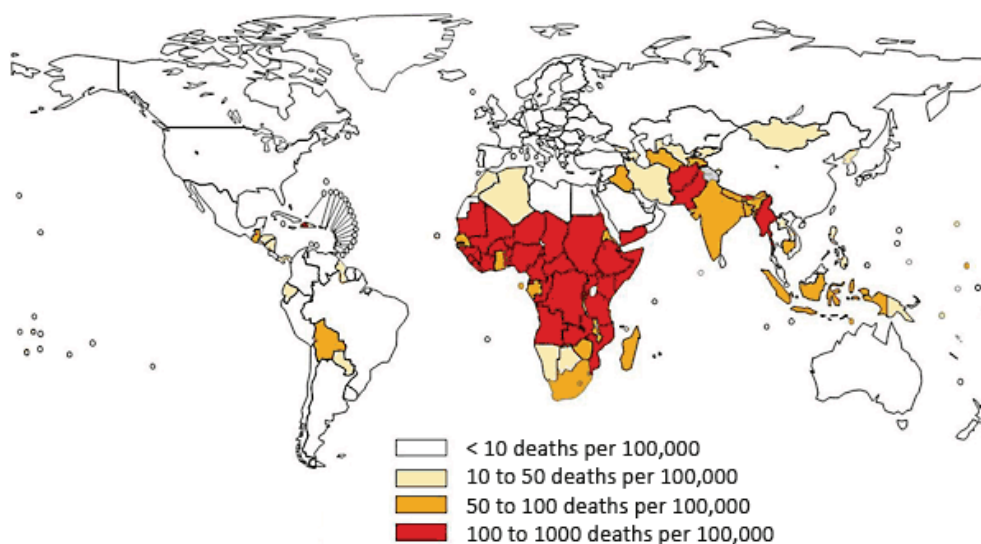 < 10 deaths per 100,000
10 to 50 deaths per 100,000
50 to 100 deaths per 100,000
100 to 1000 deaths per 100,000